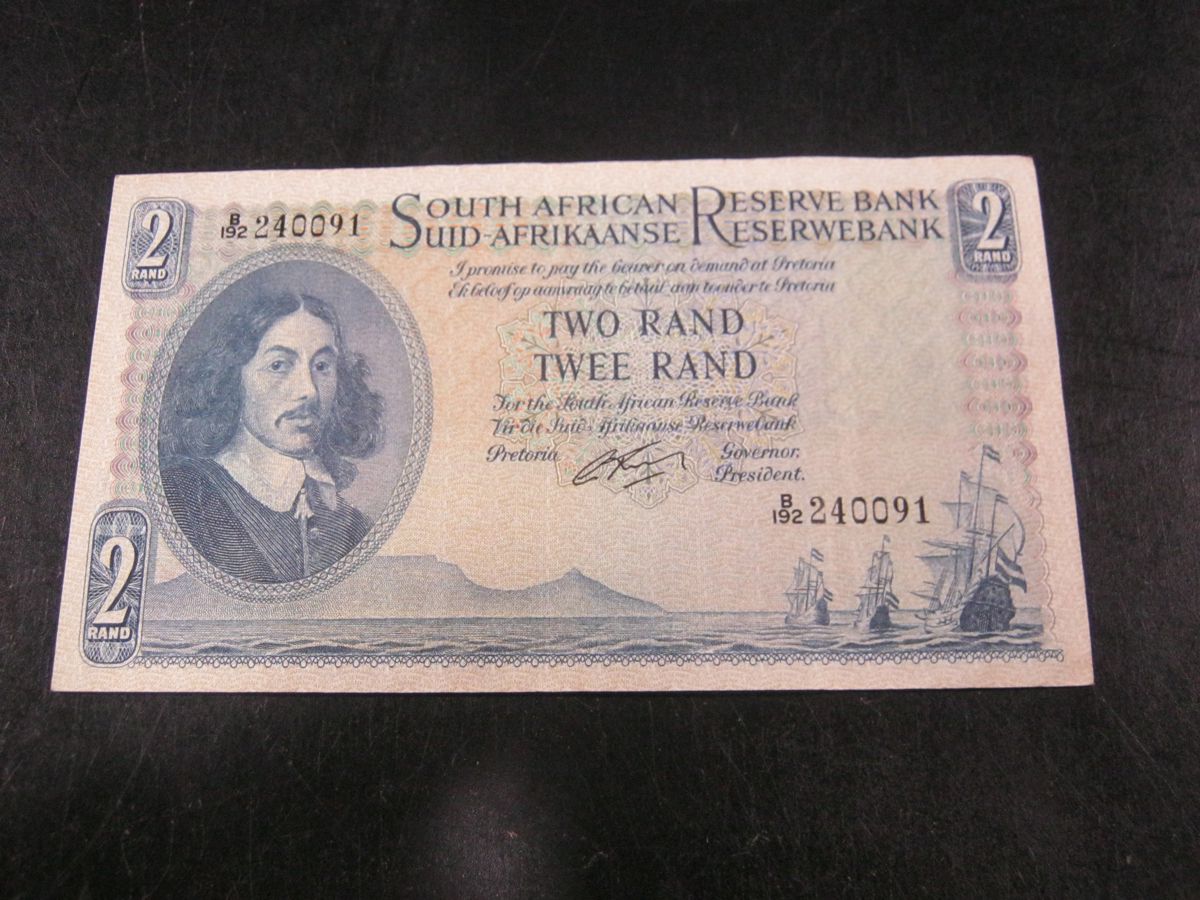 2
RAND
B/192 240091
SOUTH AFRICAN RESERVE BANK
SUID-AFRIKAANSE RESERWEBANK
2
RAND
I promise to pay the bearer on demand at Pretoria
Ek beloof op aanvraag te betaal aan toonder te Pretoria
TWO RAND
TWEE RAND
For the South African Reserve Bank
Vir die Suid-Afrikaanse Reserwebank
Pretoria
Governor.
President.
B/192 240091
2
RAND